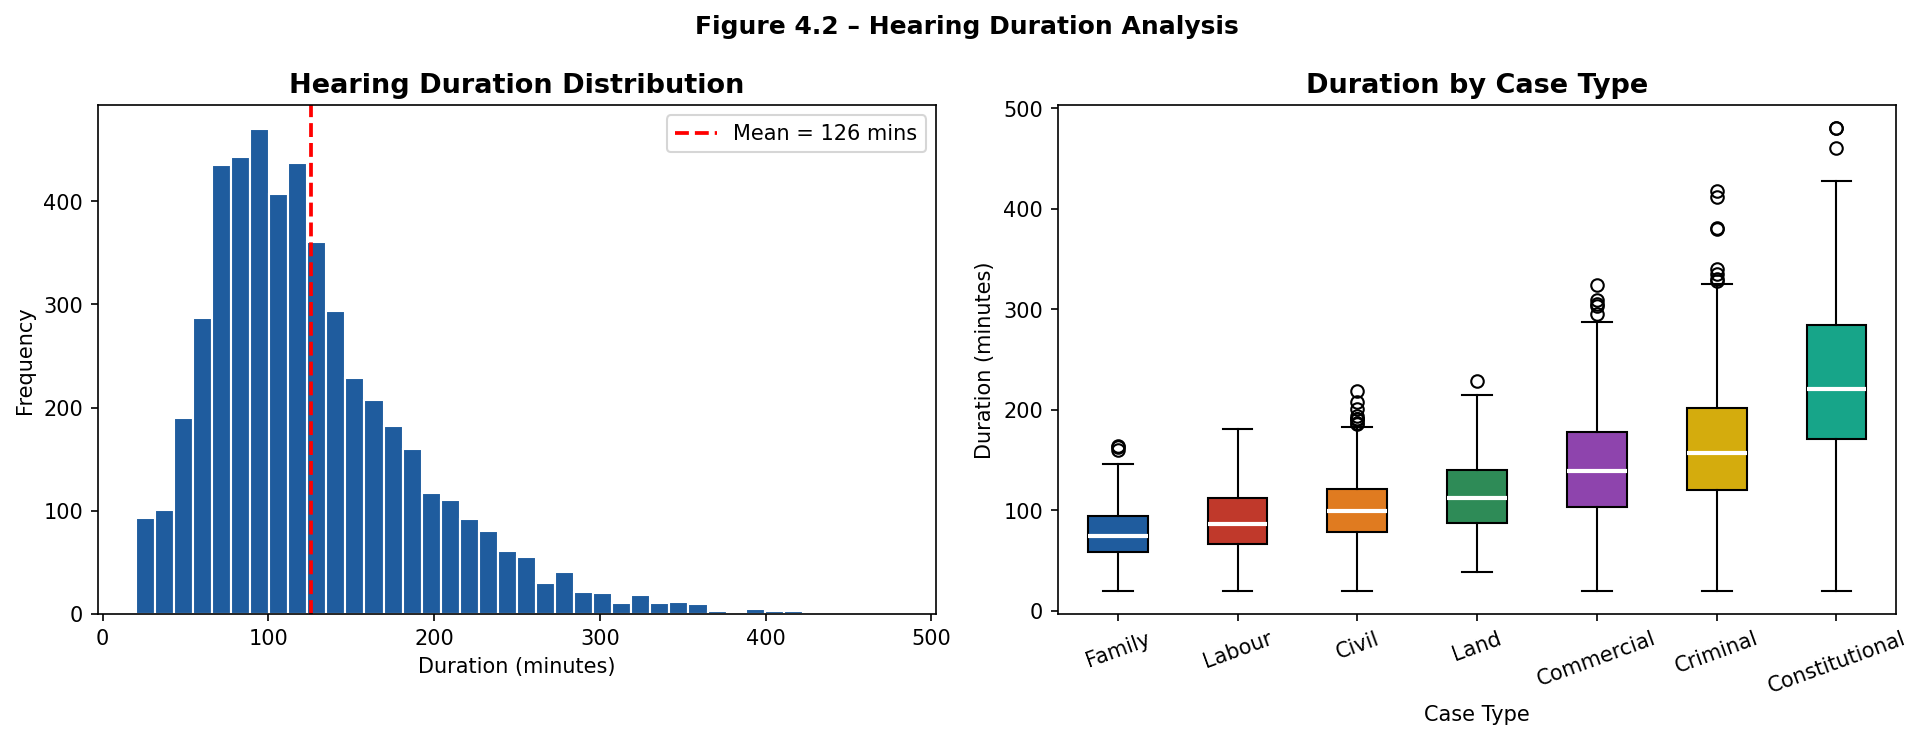 Figure 4.2 – Hearing Duration Analysis
Hearing Duration Distribution
Mean = 126 mins
Frequency
400
300
200
100
0
0 100 200 300 400 500
Duration (minutes)
Duration by Case Type
Duration (minutes)
500
400
300
200
100
0
Family Labour Civil Land Commercial Criminal Constitutional
Case Type